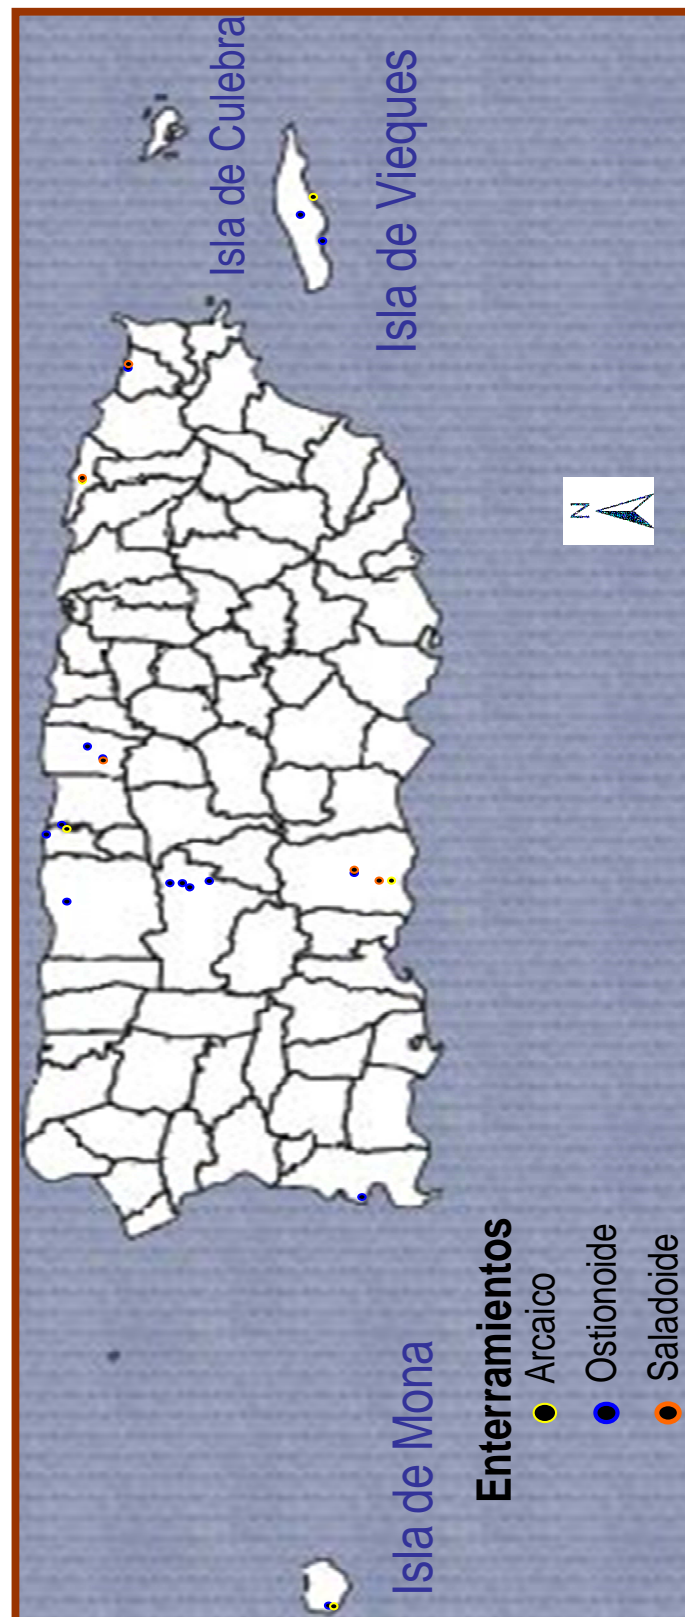 Isla de Culebra
Isla de Vieques
N
Isla de Mona
Enterramientos
Arcaico
Ostionoide
Saladoide